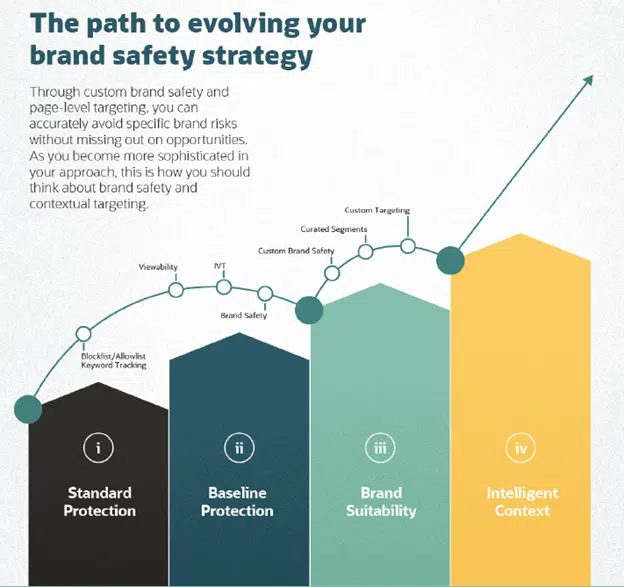 The path to evolving your
brand safety strategy
Through custom brand safety and
page-level targeting, you can
accurately avoid specific brand risks
without missing out on opportunities.
As you become more sophisticated in
your approach, this is how you should
think about brand safety and
contextual targeting.
Custom Targeting
Curated Segments
Custom Brand Safety
Viewability
IVT
Brand Safety
Blocklist/Allowlist
Keyword Tracking
i
Standard
Protection
ii
Baseline
Protection
iii
Brand
Suitability
iv
Intelligent
Context